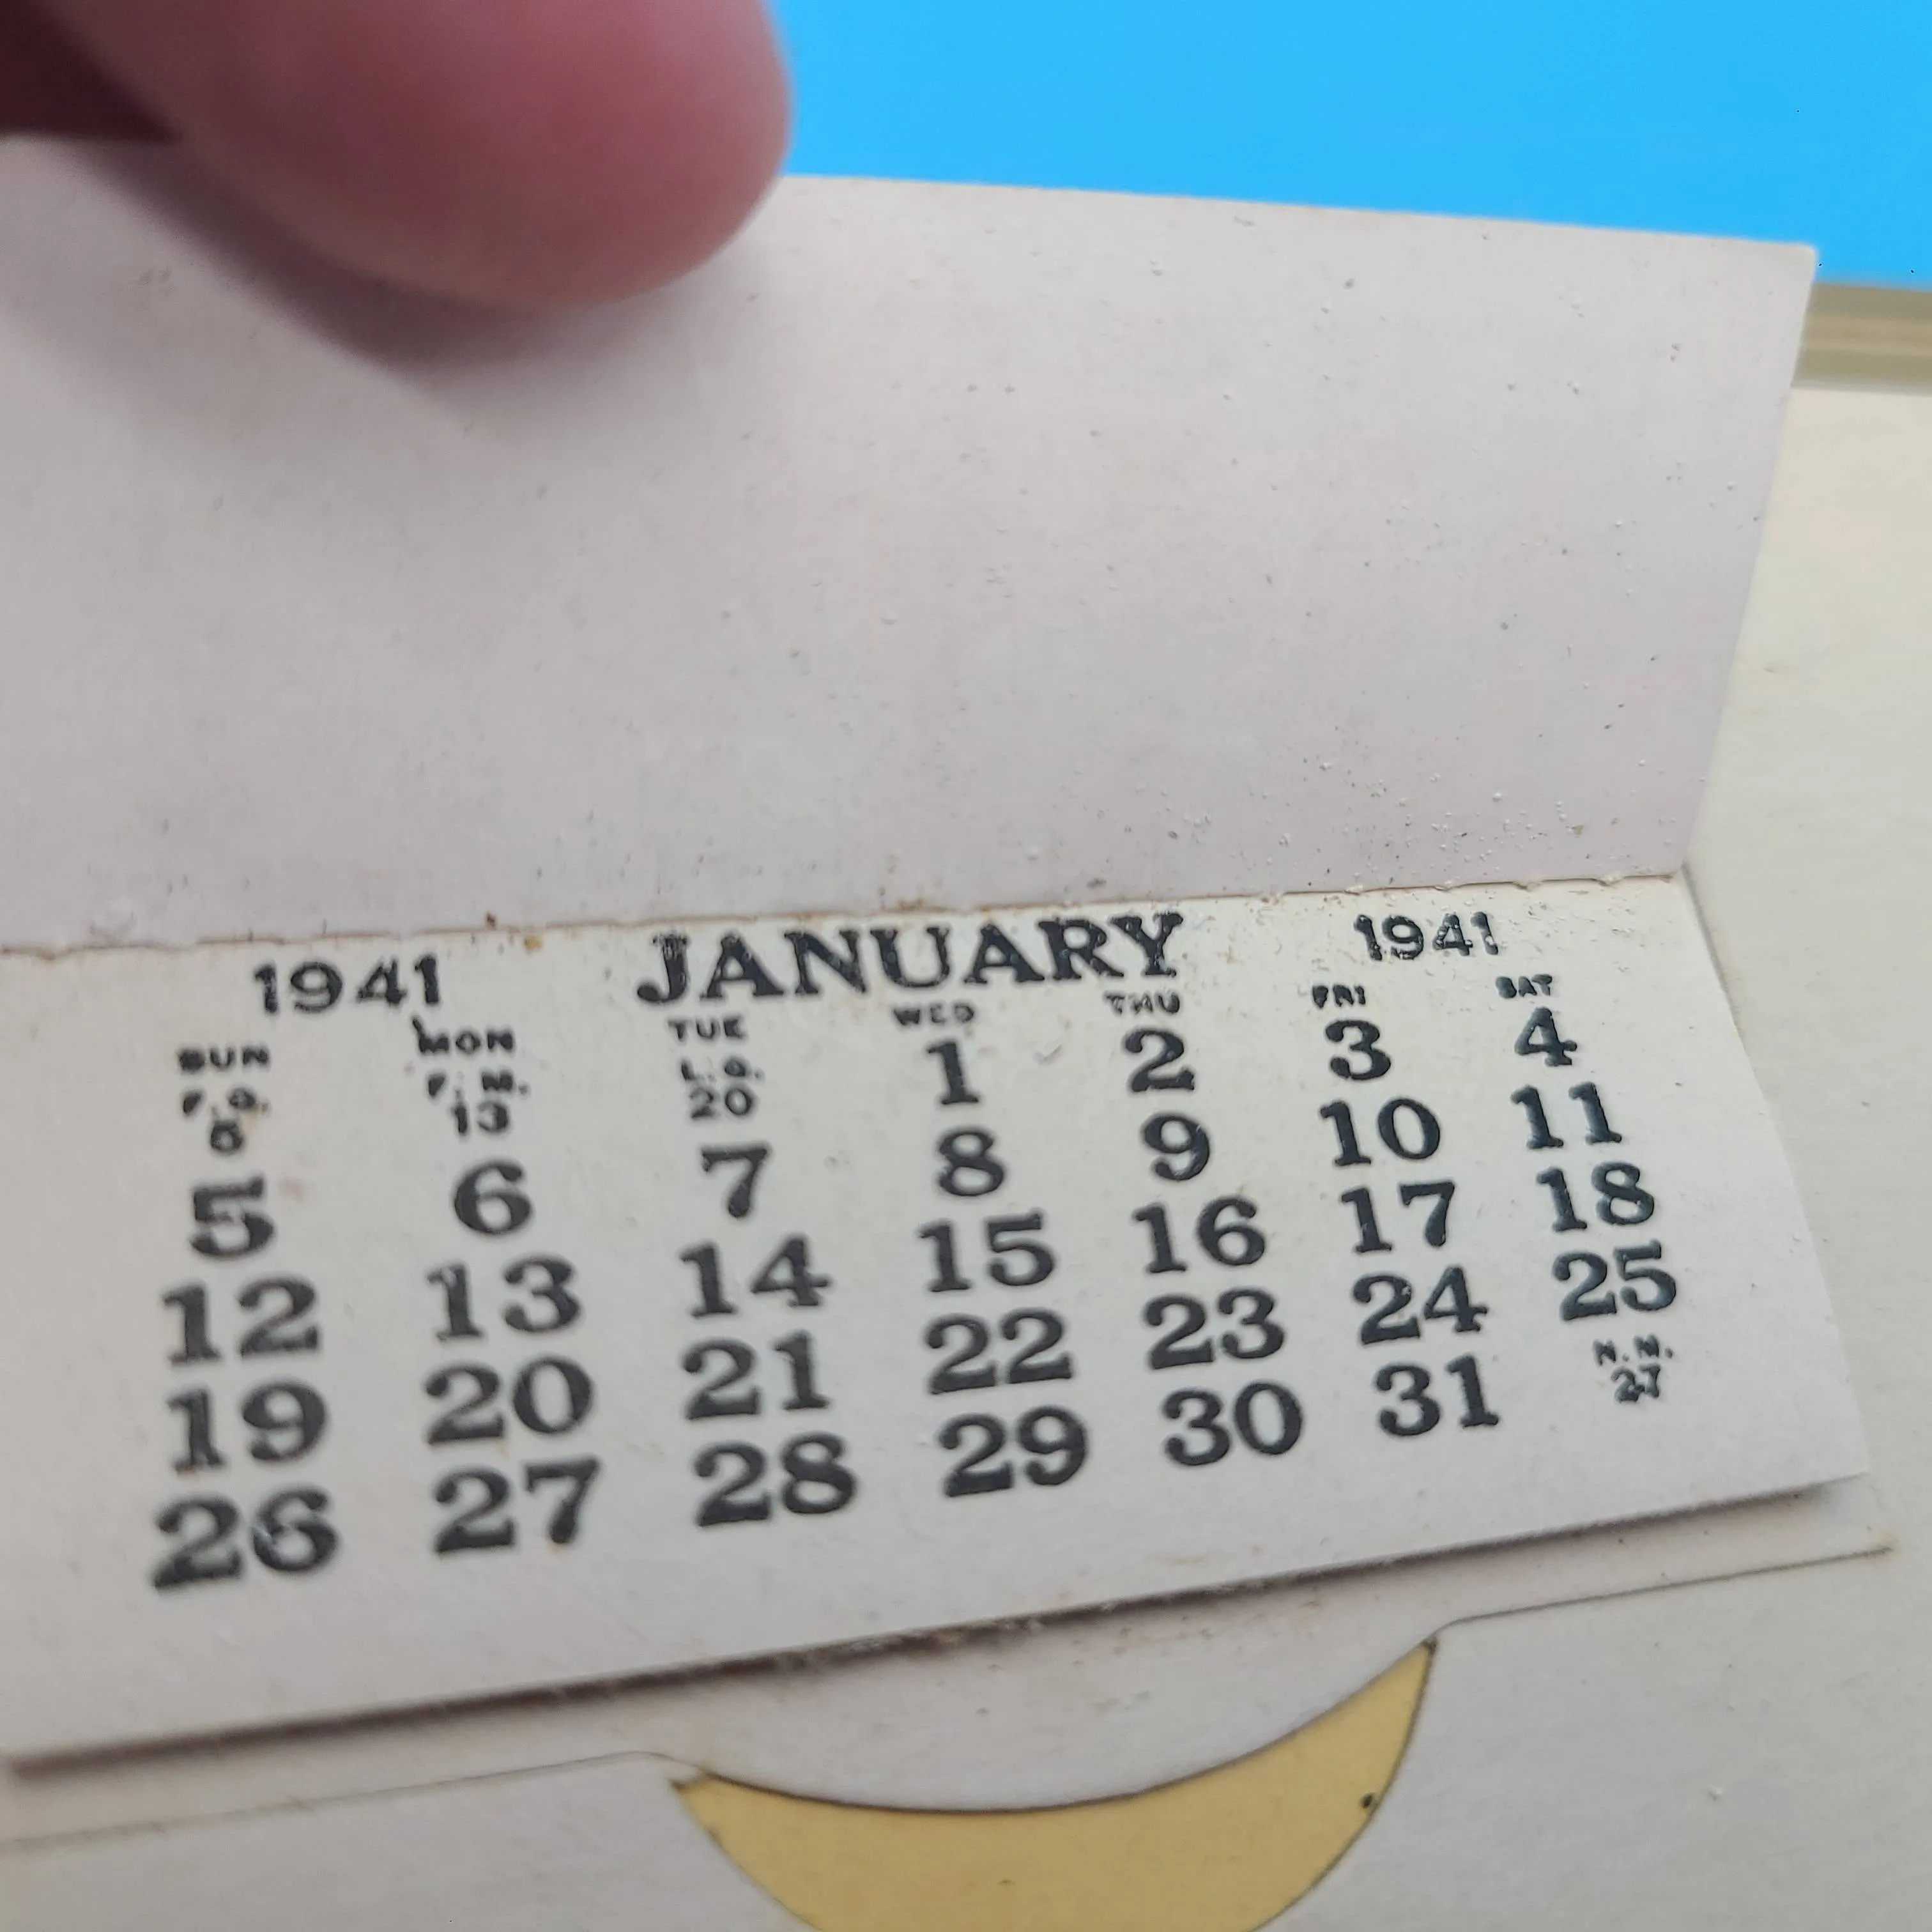 1941 JANUARY 1941
SUN MON TUE WED THU FRI SAT
F.Q. F.M. L.Q. 1 2 3 4
13 20
5 6 7 8 9 10 11
12 13 14 15 16 17 18
19 20 21 22 23 24 25
26 27 28 29 30 31 N.M.
27